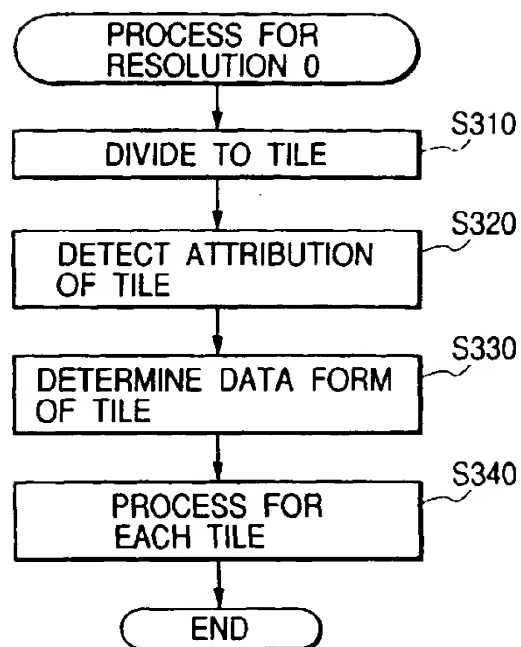 PROCESS FOR
RESOLUTION 0
S310
DIVIDE TO TILE
S320
DETECT ATTRIBUTION
OF TILE
S330
DETERMINE DATA FORM
OF TILE
S340
PROCESS FOR
EACH TILE
END